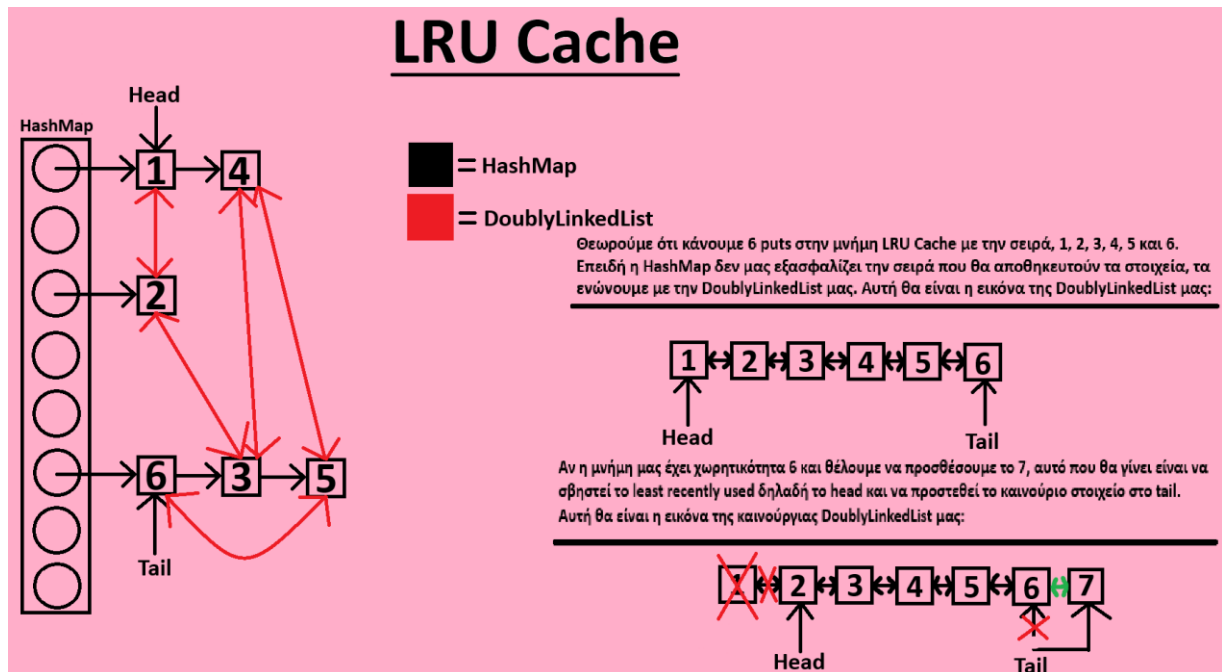 LRU Cache
Head
HashMap
1 4
2
6 3 5
Tail
= HashMap
= DoublyLinkedList
Θεωρούμε ότι κάνουμε 6 puts στην μνήμη LRU Cache με την σειρά, 1, 2, 3, 4, 5 και 6.
Επειδή η HashMap δεν μας εξασφαλίζει την σειρά που θα αποθηκευτούν τα στοιχεία, τα
ενώνουμε με την DoublyLinkedList μας. Αυτή θα είναι η εικόνα της DoublyLinkedList μας:
1 2 3 4 5 6
Head Tail
Αν η μνήμη μας έχει χωρητικότητα 6 και θέλουμε να προσθέσουμε το 7, αυτό που θα γίνει είναι να
σβηστεί το least recently used δηλαδή το head και να προστεθεί το καινούριο στοιχείο στο tail.
Αυτή θα είναι η εικόνα της καινούργιας DoublyLinkedList μας:
1 2 3 4 5 6 7
Head Tail